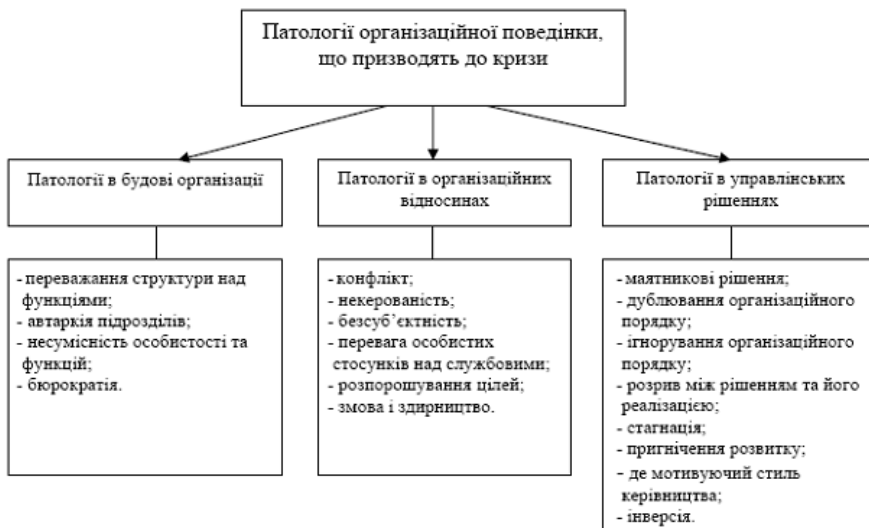 Патології організаційної поведінки,
що призводять до кризи
Патології в будові організації
Патології в організаційних
відносинах
Патології в управлінських
рішеннях
- переважання структури над
функціями;
- автаркія підрозділів;
- несумісність особистості та
функцій;
- бюрократія.
- конфлікт;
- некерованість;
- безсуб’єктність;
- перевага особистих
стосунків над службовими;
- розпорошування цілей;
- змова і здирництво.
- маятникові рішення;
- дублювання організаційного
порядку;
- ігнорування організаційного
порядку;
- розрив між рішенням та його
реалізацією;
- стагнація;
- пригнічення розвитку;
- де мотивуючий стиль
керівництва;
- інверсія.